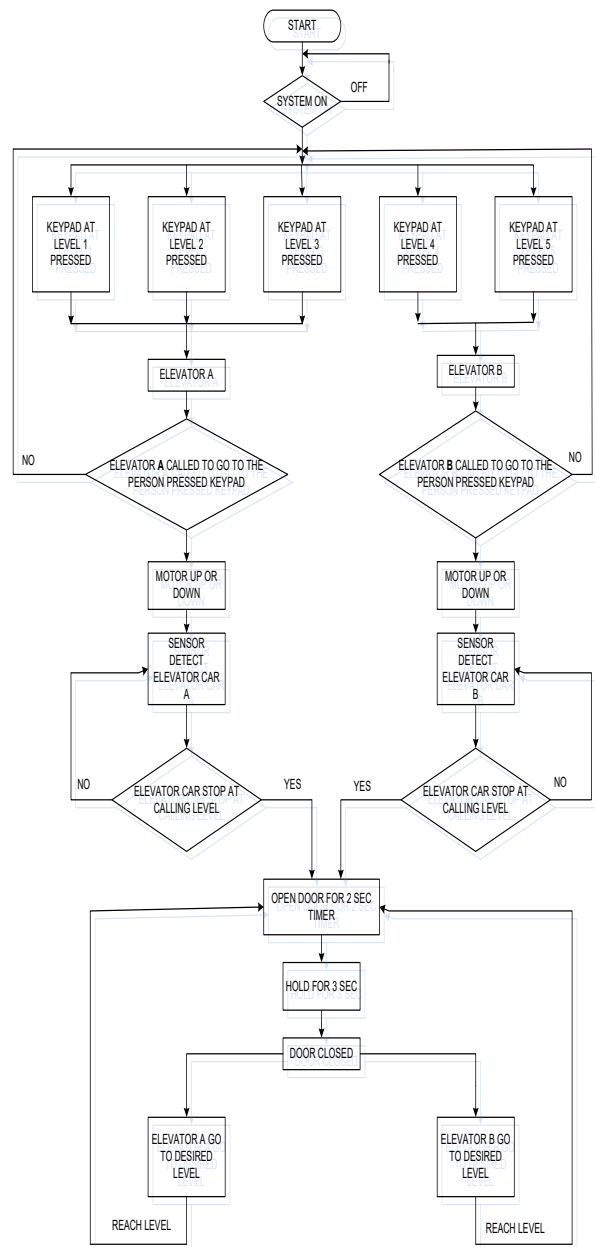 START
OFF
SYSTEM ON
KEYPAD AT
LEVEL 1
PRESSED
KEYPAD AT
LEVEL 2
PRESSED
KEYPAD AT
LEVEL 3
PRESSED
KEYPAD AT
LEVEL 4
PRESSED
KEYPAD AT
LEVEL 5
PRESSED
ELEVATOR A
ELEVATOR B
NO
ELEVATOR A CALLED TO GO TO THE
PERSON PRESSED KEYPAD
ELEVATOR B CALLED TO GO TO THE
PERSON PRESSED KEYPAD
NO
MOTOR UP OR
DOWN
MOTOR UP OR
DOWN
SENSOR
DETECT
ELEVATOR CAR
A
SENSOR
DETECT
ELEVATOR CAR
B
NO
ELEVATOR CAR STOP AT
CALLING LEVEL
YES
YES
ELEVATOR CAR STOP AT
CALLING LEVEL
NO
OPEN DOOR FOR 2 SEC
TIMER
HOLD FOR 3 SEC
DOOR CLOSED
ELEVATOR A GO
TO DESIRED
LEVEL
ELEVATOR B GO
TO DESIRED
LEVEL
REACH LEVEL
REACH LEVEL